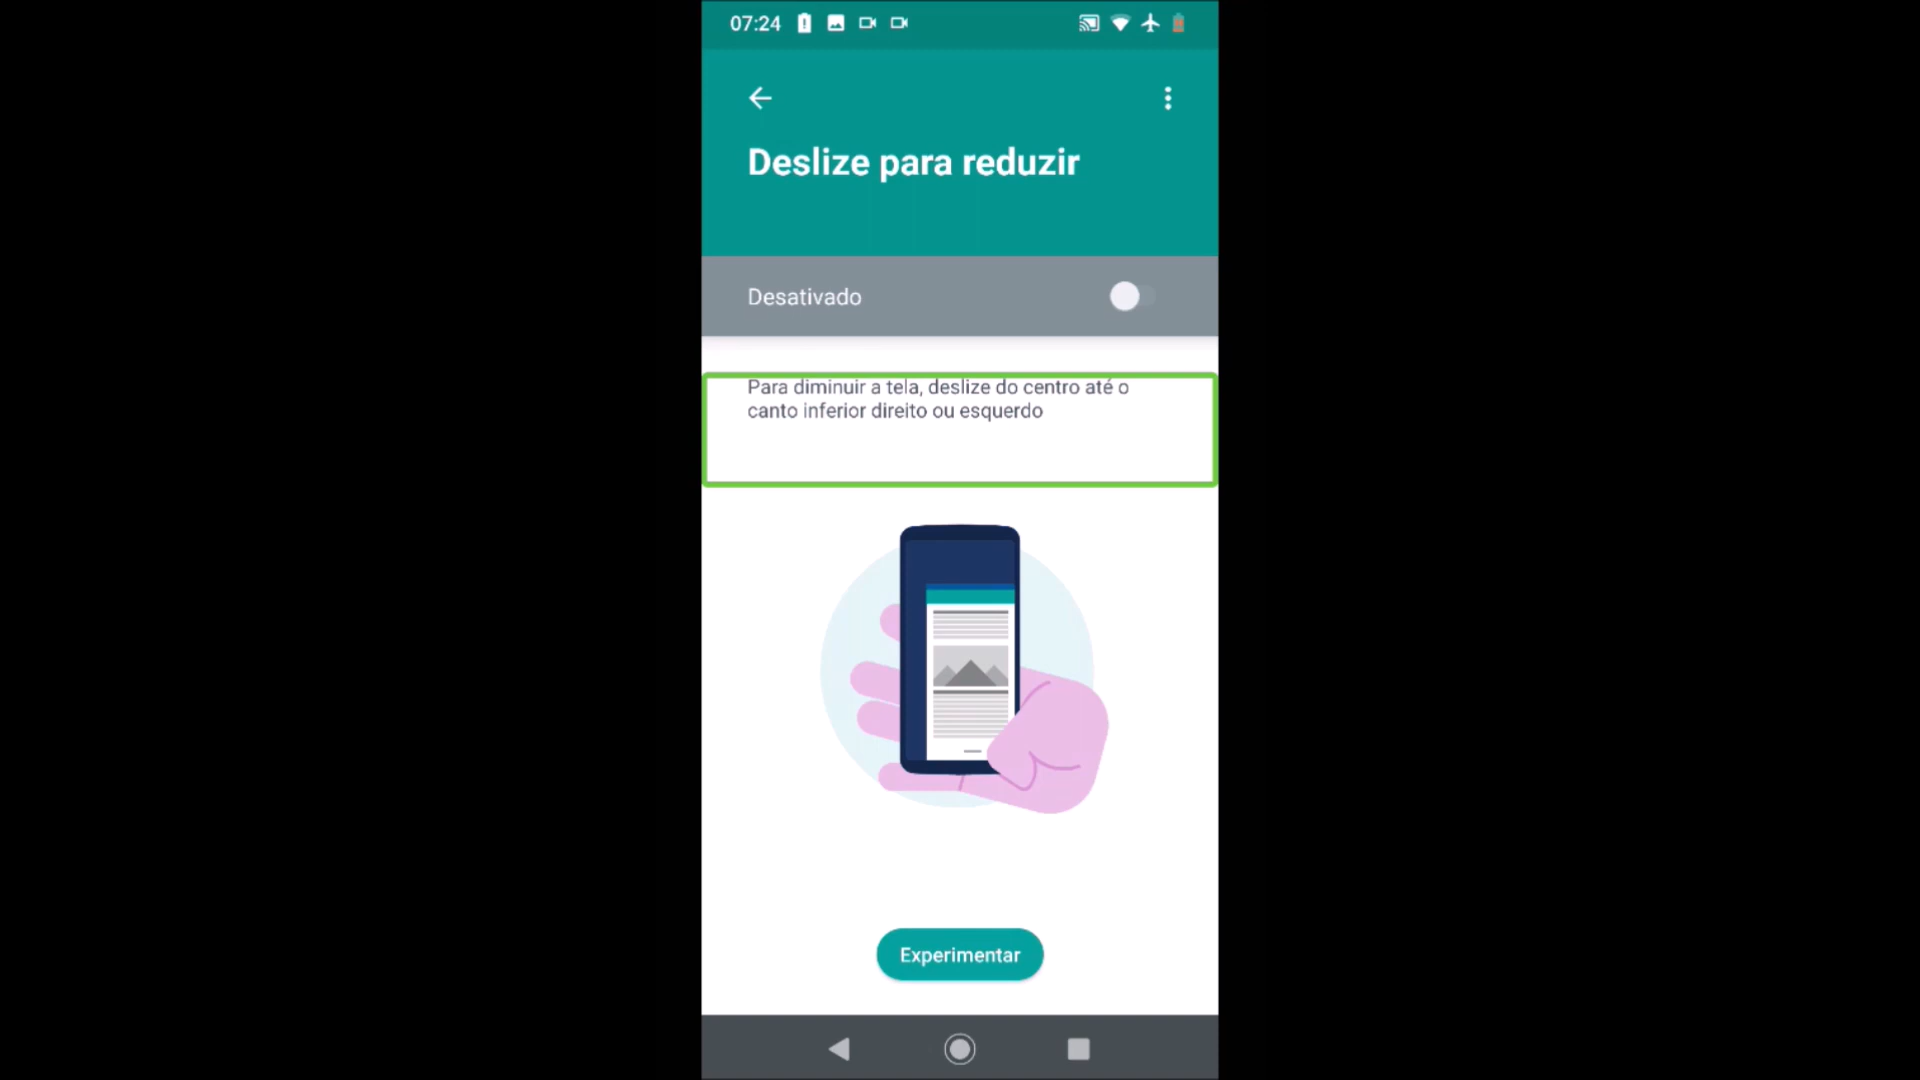 07:24
Deslize para reduzir
Desativado
Para diminuir a tela, deslize do centro até o
canto inferior direito ou esquerdo
Experimentar